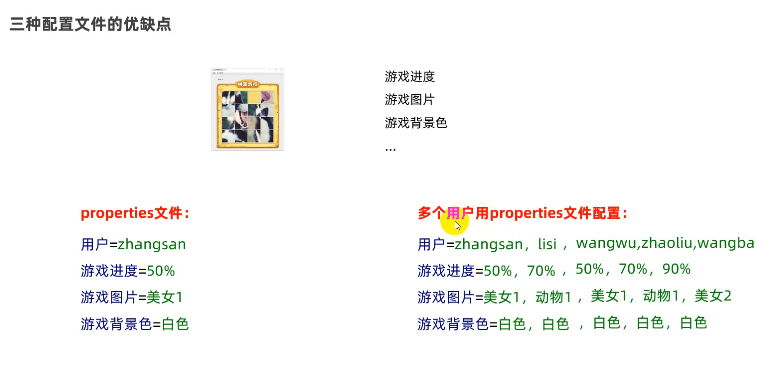 三种配置文件的优缺点
游戏进度
游戏图片
游戏背景色
...
properties文件：
用户=zhangsan
游戏进度=50%
游戏图片=美女1
游戏背景色=白色
多个用户用properties文件配置：
用户=zhangsan，lisi ，wangwu,zhaoliu,wangba
游戏进度=50%，70% ，50%，70%，90%
游戏图片=美女1，动物1 ，美女1，动物1，美女2
游戏背景色=白色，白色 ，白色，白色，白色